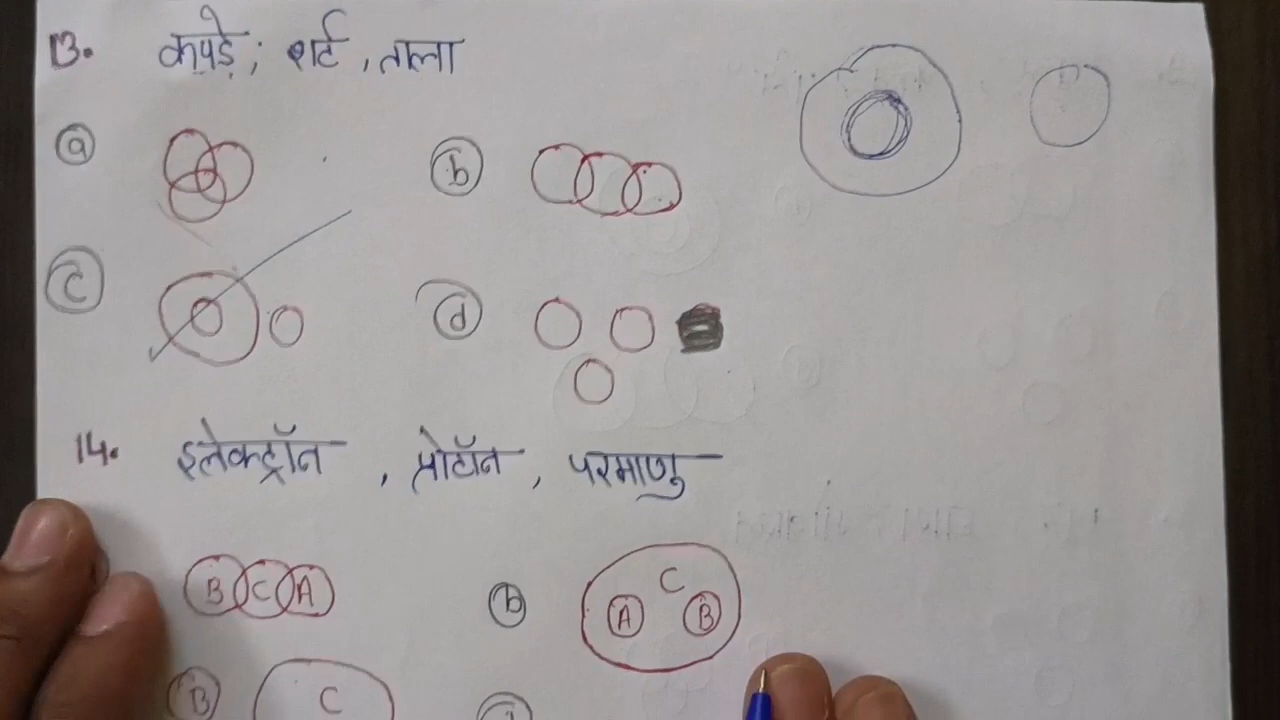 13. कपड़े; शर्ट, ताला
a b
c d
14. इलेक्ट्रॉन, प्रोटॉन, परमाणु
B C A b A C B
B C d